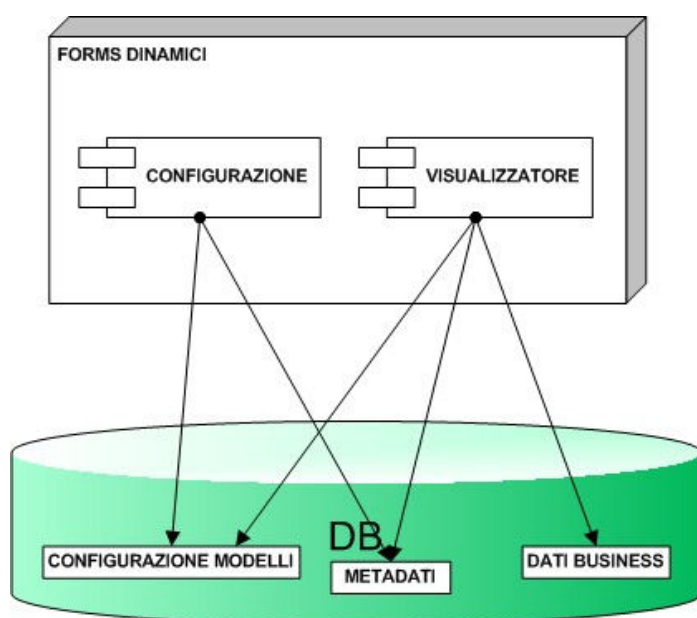 FORMS DINAMICI
CONFIGURAZIONE
VISUALIZZATORE
DB
CONFIGURAZIONE MODELLI
METADATI
DATI BUSINESS